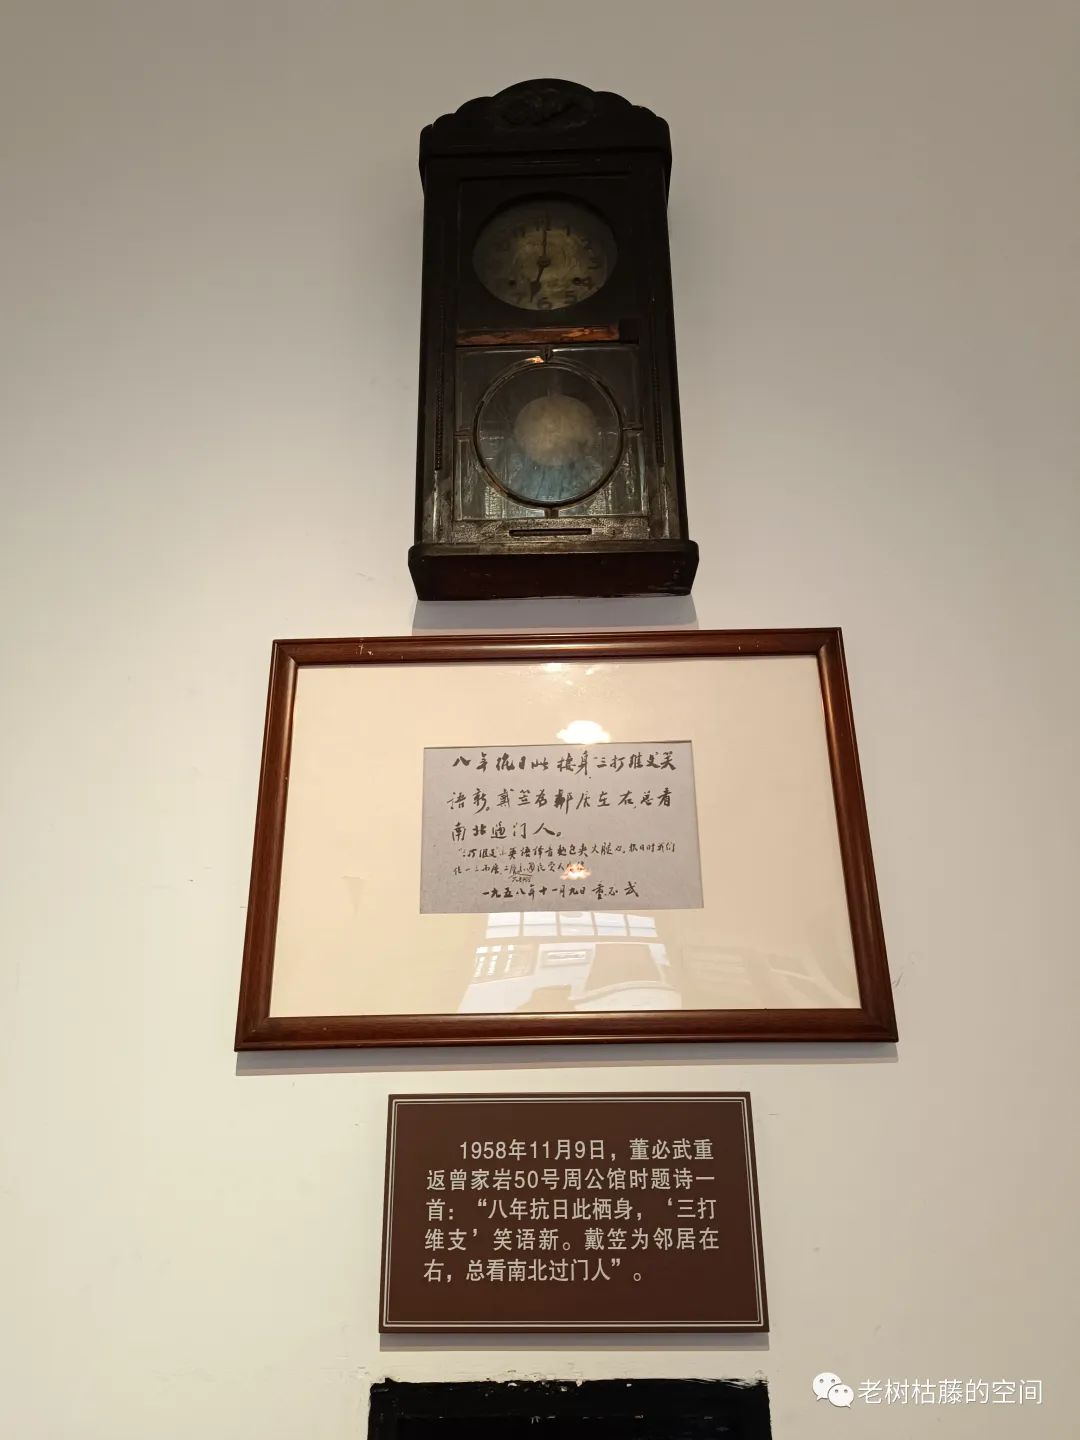 八年抗日此栖身，“三打维支”笑
语新。戴笠为邻居左右，总看
南北过门人。
一九五八年十一月九日 董必武
1958年11月9日，董必武重
返曾家岩50号周公馆时题诗一
首：“八年抗日此栖身，‘三打
维支’笑语新。戴笠为邻居在
右，总看南北过门人”。
老树枯藤的空间